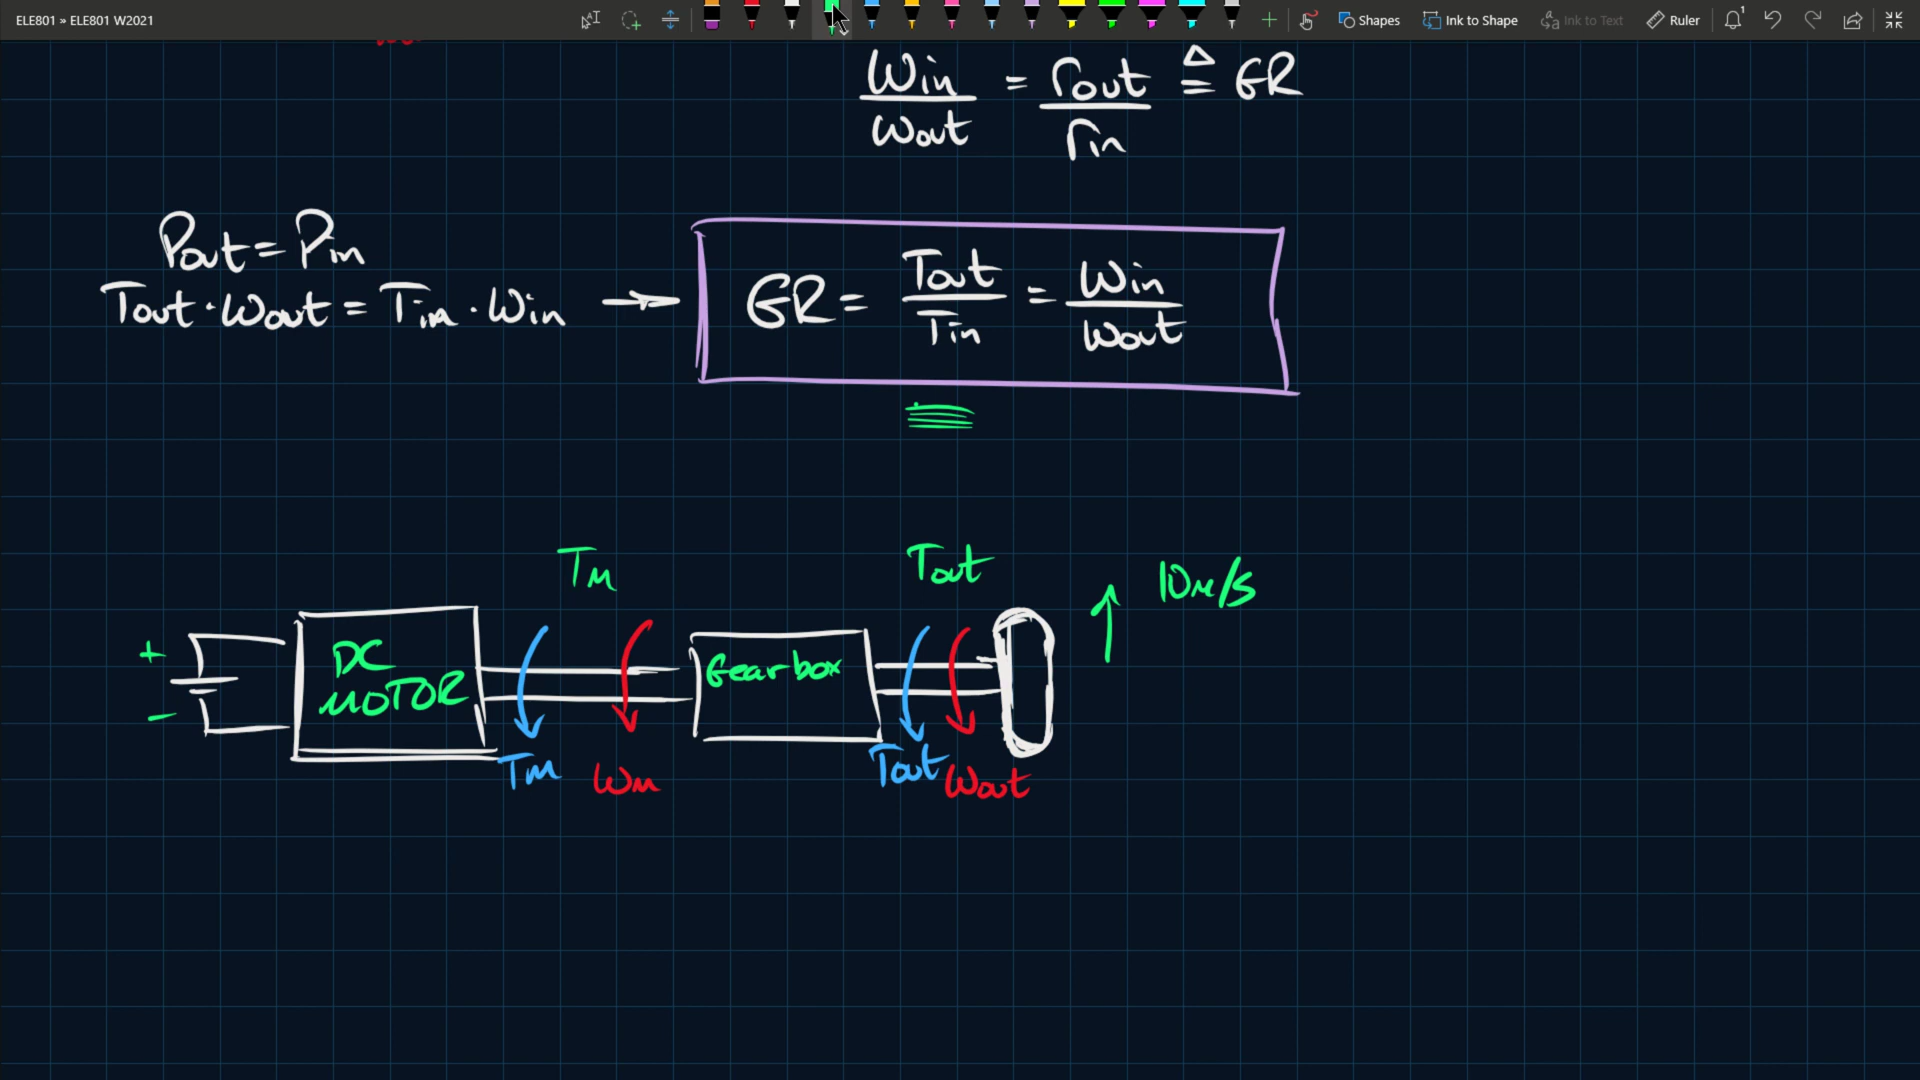 ELE801 » ELE801 W2021
Shapes
Ink to Shape
Ink to Text
Ruler
1
Win/Wout = rout/rin ≜ GR
Pout = Pin
Tout · Wout = Tin · Win → GR = Tout/Tin = Win/Wout
TM Tout 10m/s
+
DC MOTOR
Gearbox
-
TM WM Tout Wout